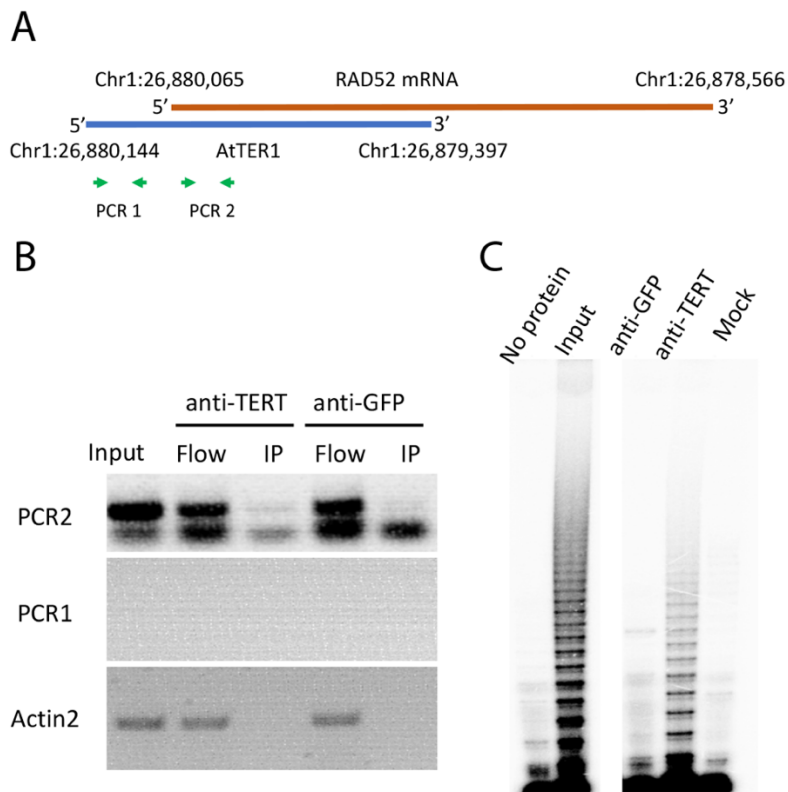 A
Chr1:26,880,065 RAD52 mRNA Chr1:26,878,566
5’ 3’
5’ 3’
Chr1:26,880,144 AtTER1 Chr1:26,879,397
PCR 1 PCR 2
B
anti-TERT anti-GFP
Input Flow IP Flow IP
PCR2
PCR1
Actin2
C
No protein
Input
anti-GFP
anti-TERT
Mock